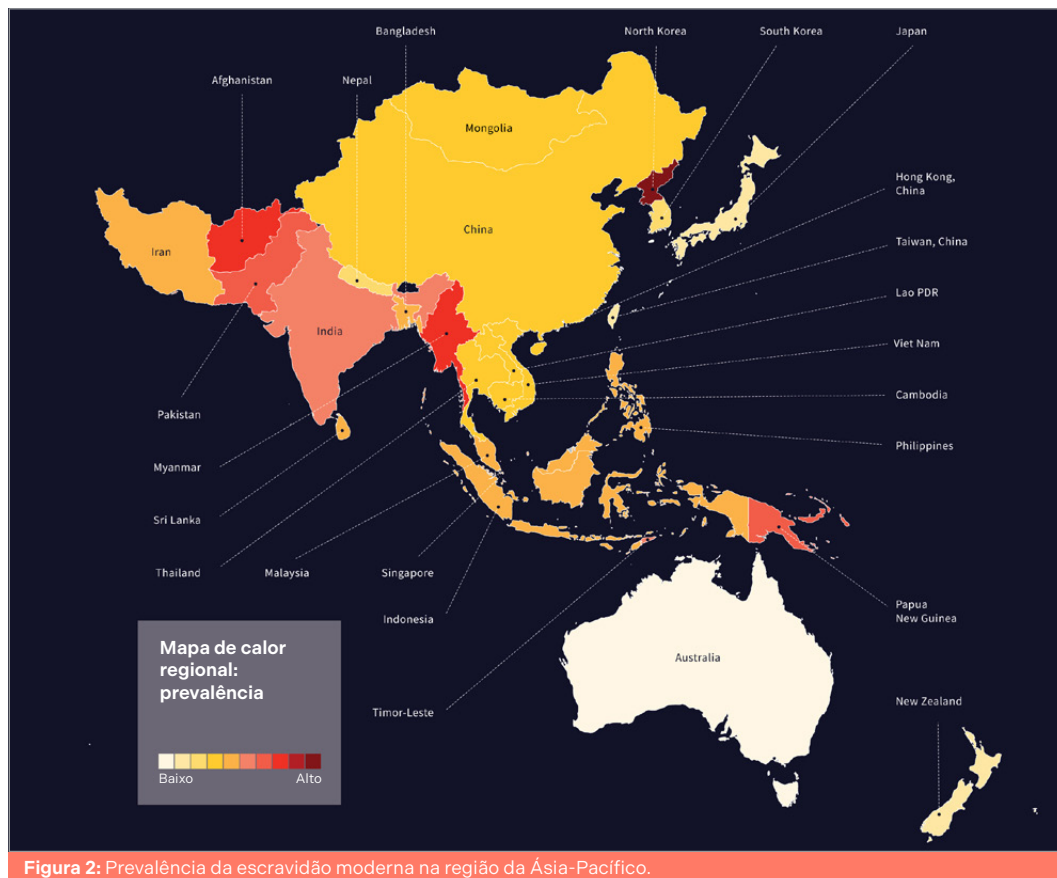 Bangladesh
North Korea
South Korea
Japan
Afghanistan
Nepal
Mongolia
Hong Kong,
China
China
Iran
Taiwan, China
Lao PDR
India
Viet Nam
Cambodia
Pakistan
Philippines
Myanmar
Sri Lanka
Thailand
Malaysia
Singapore
Indonesia
Papua
New Guinea
Mapa de calor
regional:
prevalência
Baixo
Alto
Australia
Timor-Leste
New Zealand
Figura 2: Prevalência da escravidão moderna na região da Ásia-Pacífico.